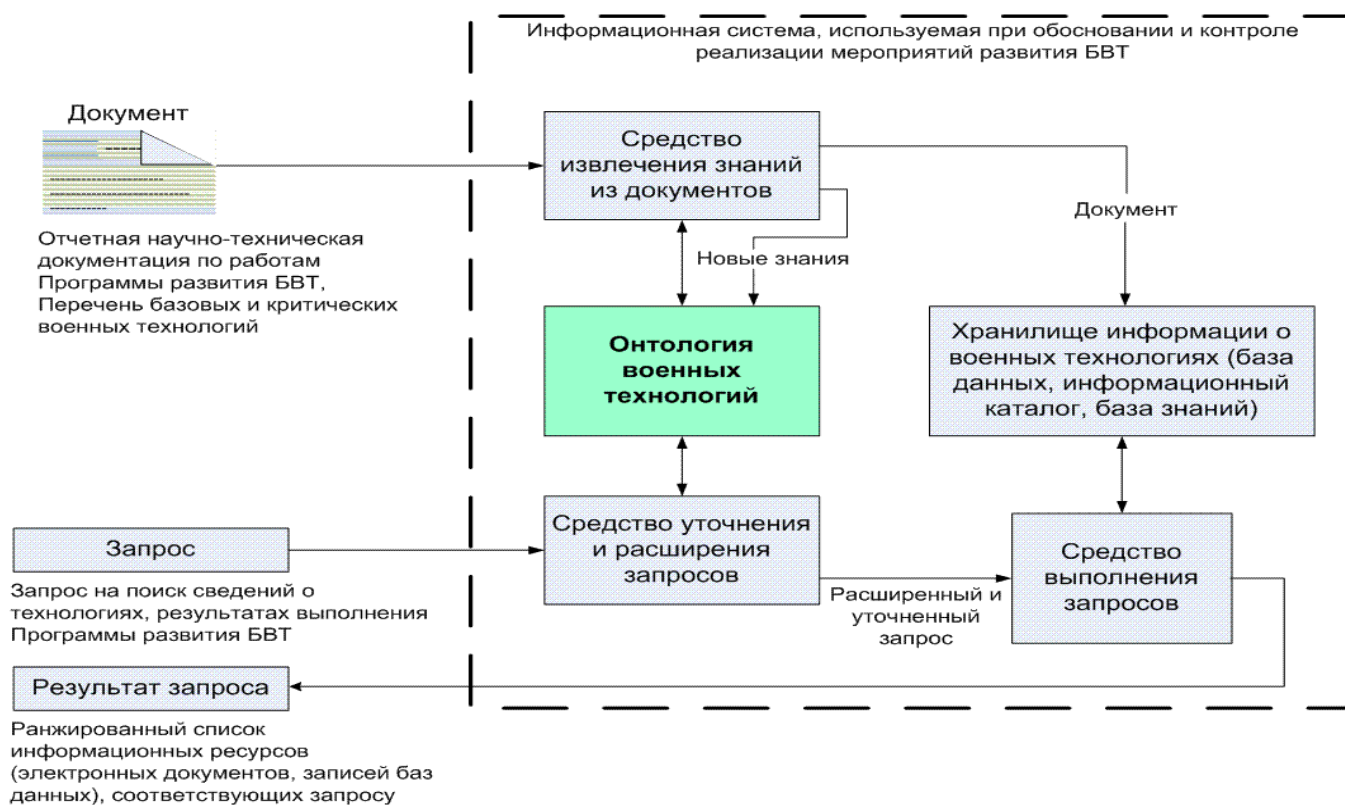 Информационная система, используемая при обосновании и контроле
реализации мероприятий развития БВТ
Документ
Отчетная научно-техническая
документация по работам
Программы развития БВТ,
Перечень базовых и критических
военных технологий
Средство
извлечения знаний
из документов
Новые знания
Документ
Онтология
военных
технологий
Хранилище информации о
военных технологиях (база
данных, информационный
каталог, база знаний)
Запрос
Запрос на поиск сведений о
технологиях, результатах выполнения
Программы развития БВТ
Средство уточнения
и расширения
запросов
Расширенный и
уточненный
запрос
Средство
выполнения
запросов
Результат запроса
Ранжированный список
информационных ресурсов
(электронных документов, записей баз
данных), соответствующих запросу